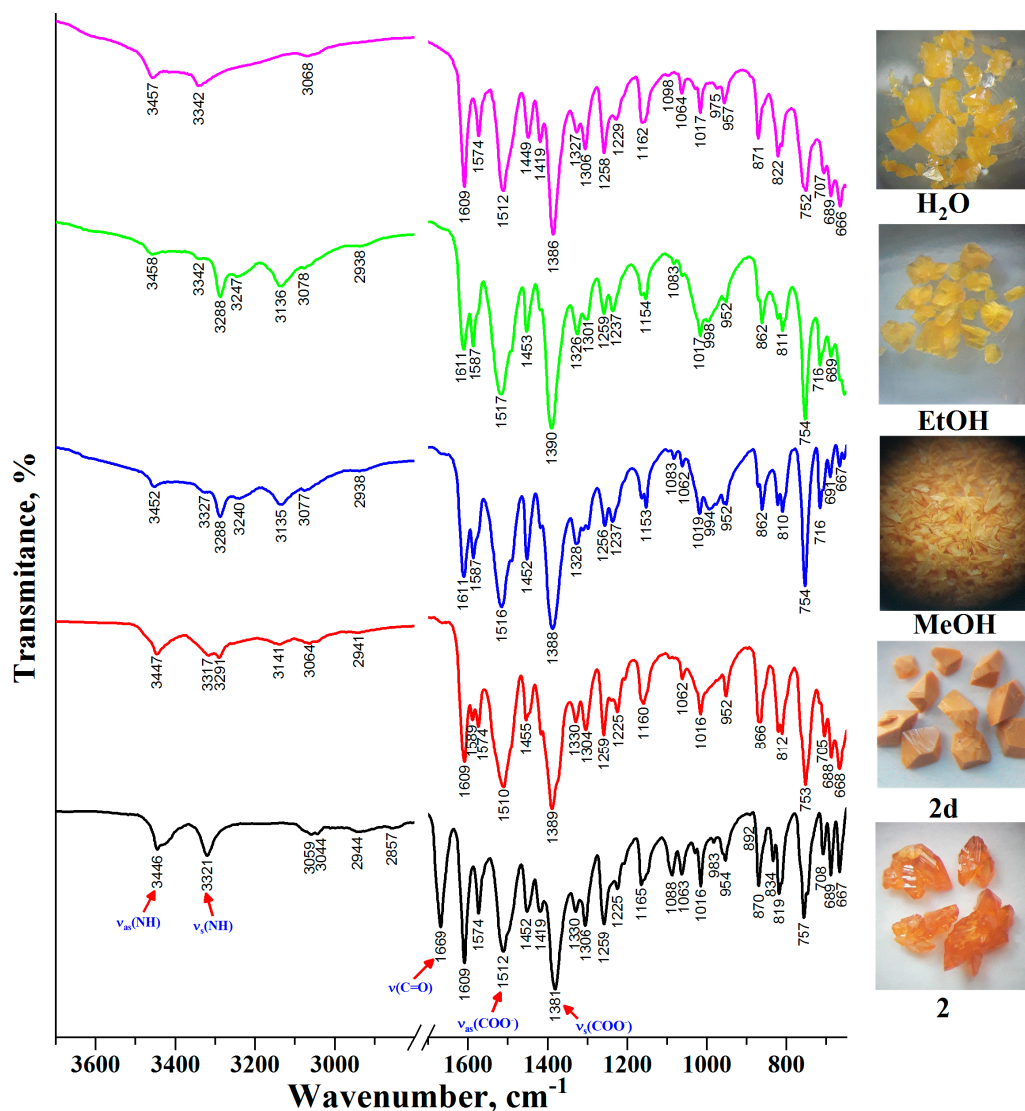 Transmitance, %
3457 3342 3068 1609 1574 1512 1449 1419 1386 1327 1306 1258 1229 1162 1098 1064 1017 975 957 871 822 752 707 689 666
H₂O
3458 3342 3288 3247 3136 3078 2938 1611 1587 1517 1453 1390 1326 1301 1259 1237 1154 1083 1017 998 952 862 811 754 716 689
EtOH
3452 3327 3288 3240 3135 3077 2938 1611 1587 1516 1452 1388 1328 1256 1237 1153 1083 1062 1019 994 952 862 810 754 716 691 667
MeOH
3447 3317 3291 3141 3064 2941 1609 1589 1574 1510 1455 1389 1330 1304 1259 1225 1160 1062 1016 952 866 812 753 705 688 668
2d
3446 3321 3059 3044 2944 2857 1669 1609 1574 1512 1452 1419 1381 1330 1306 1259 1225 1165 1088 1063 1016 983 954 892 870 834 819 757 708 689 667
2
νas(NH) νs(NH)
ν(C=O) νas(COO⁻) νs(COO⁻)
3600 3400 3200 3000 1600 1400 1200 1000 800
Wavenumber, cm⁻¹